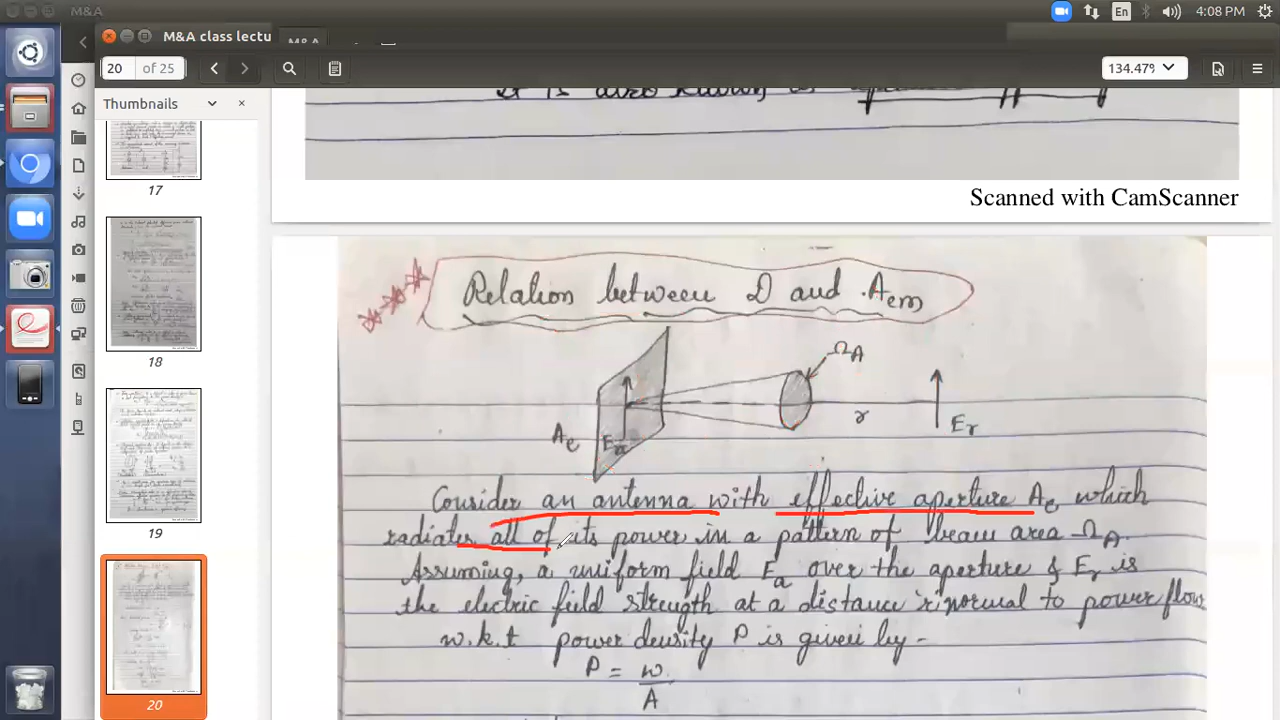 M&A
En
4:08 PM
M&A class lectu
M&A
20 of 25
134.47%
Thumbnails
17
18
19
20
Scanned with CamScanner
Relation between D and Aem
ΩA
Ae
Ea
r
Er
Consider an antenna with effective aperture Ae which
radiates all of its power in a pattern of beam area ΩA.
Assuming, a uniform field Ea over the aperture & Er is
the electric field strength at a distance 'r' normal to power flow
w.k.t power density P is given by -
P = w
A